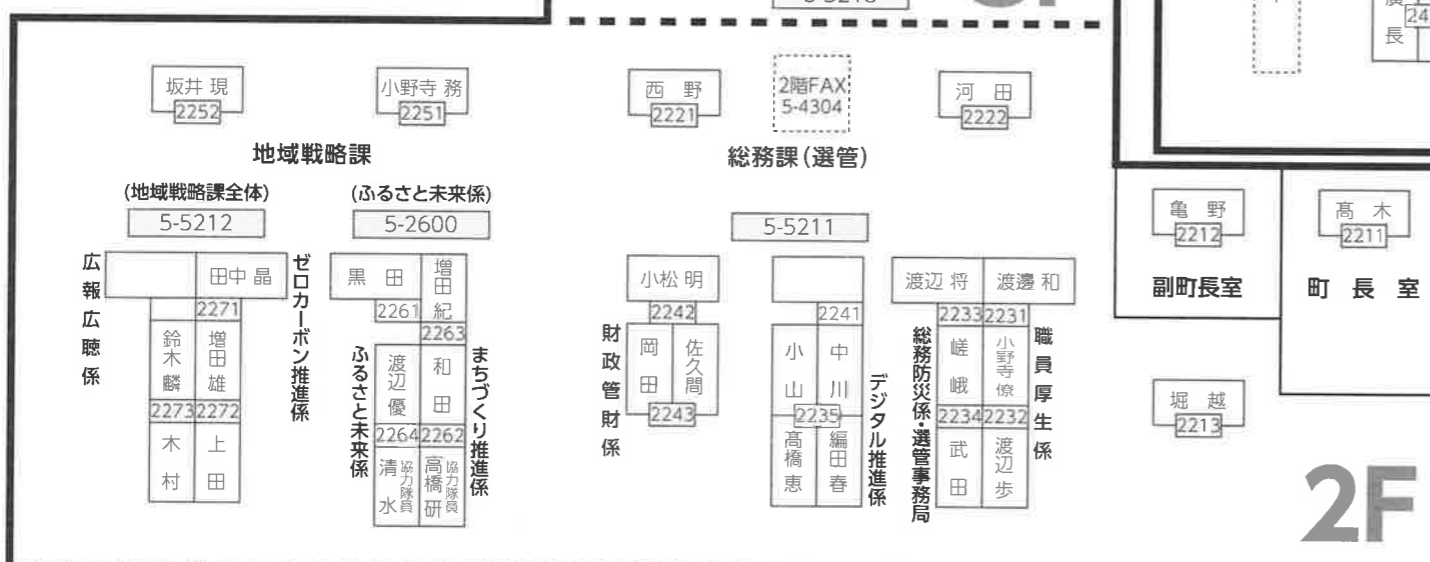 5-5210
2F
坂井 現
2252
小野寺 務
2251
西 野
2221
2階FAX
5-4304
河 田
2222
地域戦略課
総務課(選管)
(地域戦略課全体)
5-5212
(ふるさと未来係)
5-2600
5-5211
亀 野
2212
副町長室
髙 木
2211
町 長 室
堀 越
2213
広報広聴係
田中 晶
2271
ゼロカーボン推進係
鈴木麟
増田雄
2273
2272
木村
上田
黒 田
増田紀
2261
2263
ふるさと未来係
渡辺優
和田
まちづくり推進係
2264
2262
清水
協力隊員
高橋研
協力隊員
小松 明
2242
財政管財係
岡田
佐久間
2243
2241
小山
中川
2235
デジタル推進係
髙橋恵
編田春
渡辺 将
渡邊 和
2233
2231
総務防災係・選管事務局
嵯峨
小野寺僚
職員厚生係
2234
2232
武田
渡辺歩
長
2F